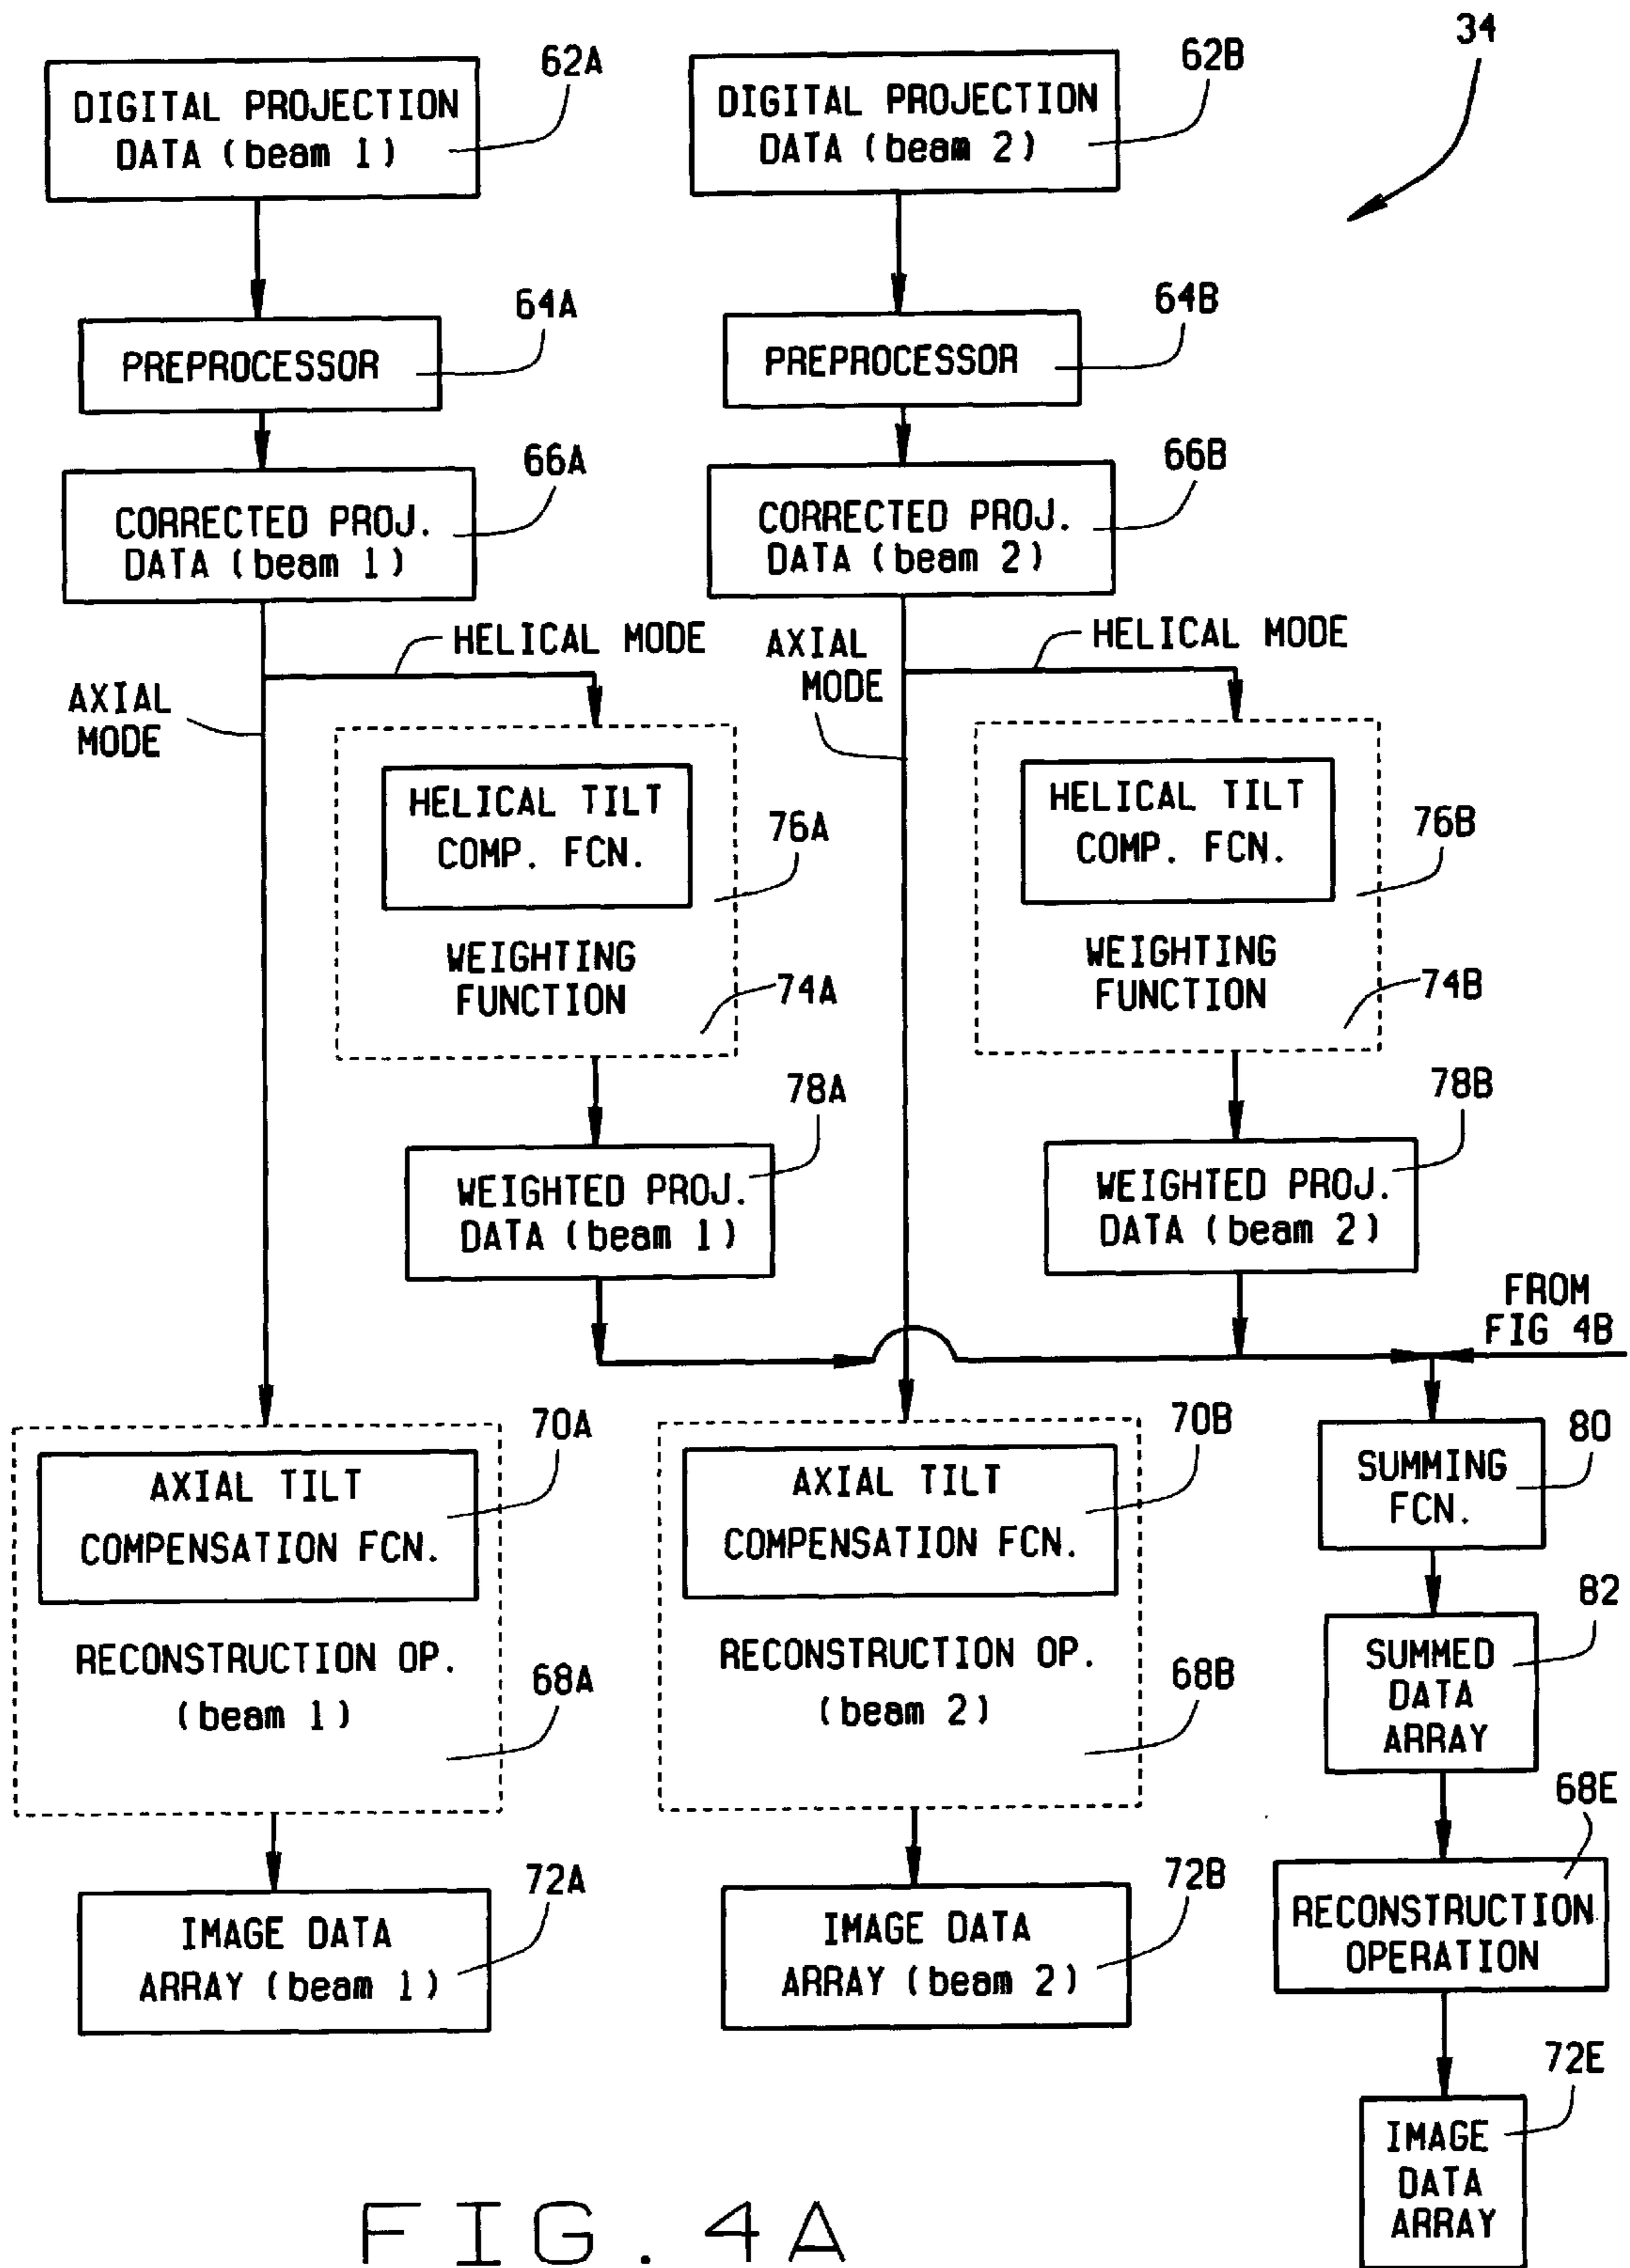 34
62A
62B
DIGITAL PROJECTION
DATA (beam 1)
DIGITAL PROJECTION
DATA (beam 2)
64A
64B
PREPROCESSOR
PREPROCESSOR
66A
66B
CORRECTED PROJ.
DATA (beam 1)
CORRECTED PROJ.
DATA (beam 2)
HELICAL MODE
AXIAL
MODE
AXIAL
MODE
HELICAL MODE
HELICAL TILT
COMP. FCN.
76A
WEIGHTING
FUNCTION
74A
HELICAL TILT
COMP. FCN.
76B
WEIGHTING
FUNCTION
74B
78A
78B
WEIGHTED PROJ.
DATA (beam 1)
WEIGHTED PROJ.
DATA (beam 2)
FROM
FIG 4B
70A
70B
80
AXIAL TILT
COMPENSATION FCN.
RECONSTRUCTION OP.
(beam 1)
68A
AXIAL TILT
COMPENSATION FCN.
RECONSTRUCTION OP.
(beam 2)
68B
SUMMING
FCN.
82
SUMMED
DATA
ARRAY
68E
72A
72B
IMAGE DATA
ARRAY (beam 1)
IMAGE DATA
ARRAY (beam 2)
RECONSTRUCTION
OPERATION
72E
IMAGE
DATA
ARRAY
FIG. 4A